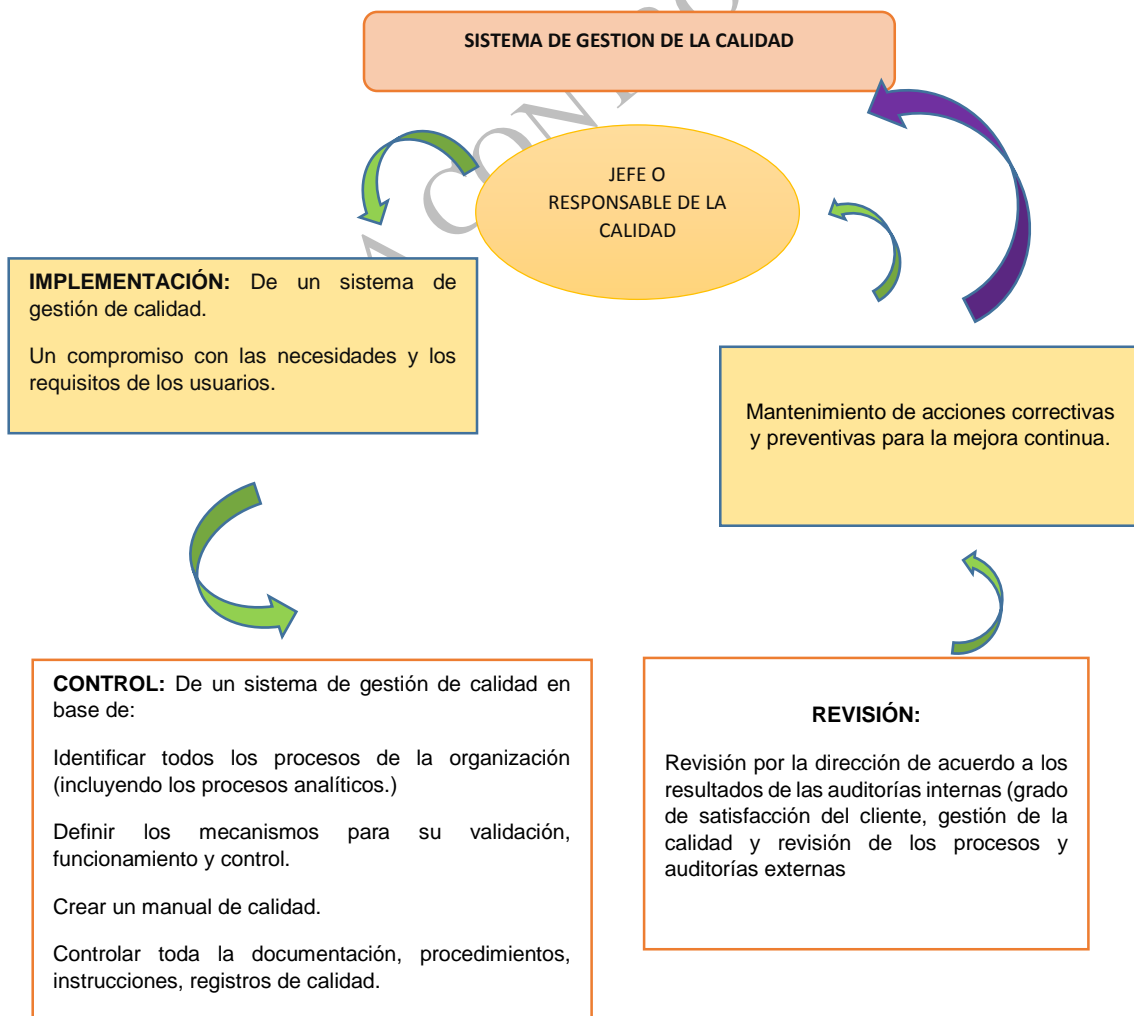 SISTEMA DE GESTION DE LA CALIDAD
JEFE O
RESPONSABLE DE LA
CALIDAD
IMPLEMENTACIÓN: De un sistema de
gestión de calidad.
Un compromiso con las necesidades y los
requisitos de los usuarios.
Mantenimiento de acciones correctivas
y preventivas para la mejora continua.
CONTROL: De un sistema de gestión de calidad en
base de:
Identificar todos los procesos de la organización
(incluyendo los procesos analíticos.)
Definir los mecanismos para su validación,
funcionamiento y control.
Crear un manual de calidad.
Controlar toda la documentación, procedimientos,
instrucciones, registros de calidad.
REVISIÓN:
Revisión por la dirección de acuerdo a los
resultados de las auditorías internas (grado
de satisfacción del cliente, gestión de la
calidad y revisión de los procesos y
auditorías externas